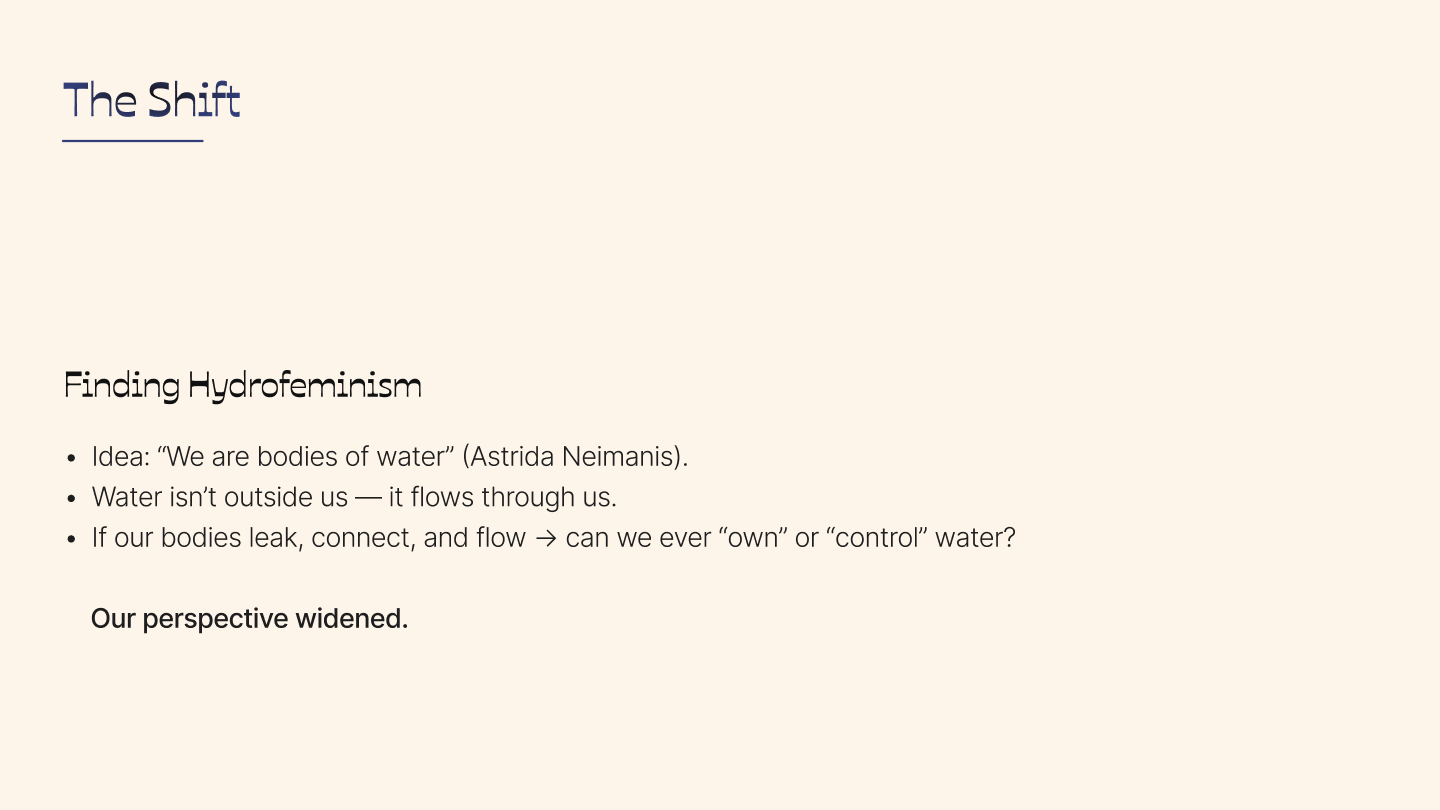 The Shift
Finding Hydrofeminism
• Idea: “We are bodies of water” (Astrida Neimanis).
• Water isn’t outside us — it flows through us.
• If our bodies leak, connect, and flow → can we ever “own” or “control” water?
Our perspective widened.